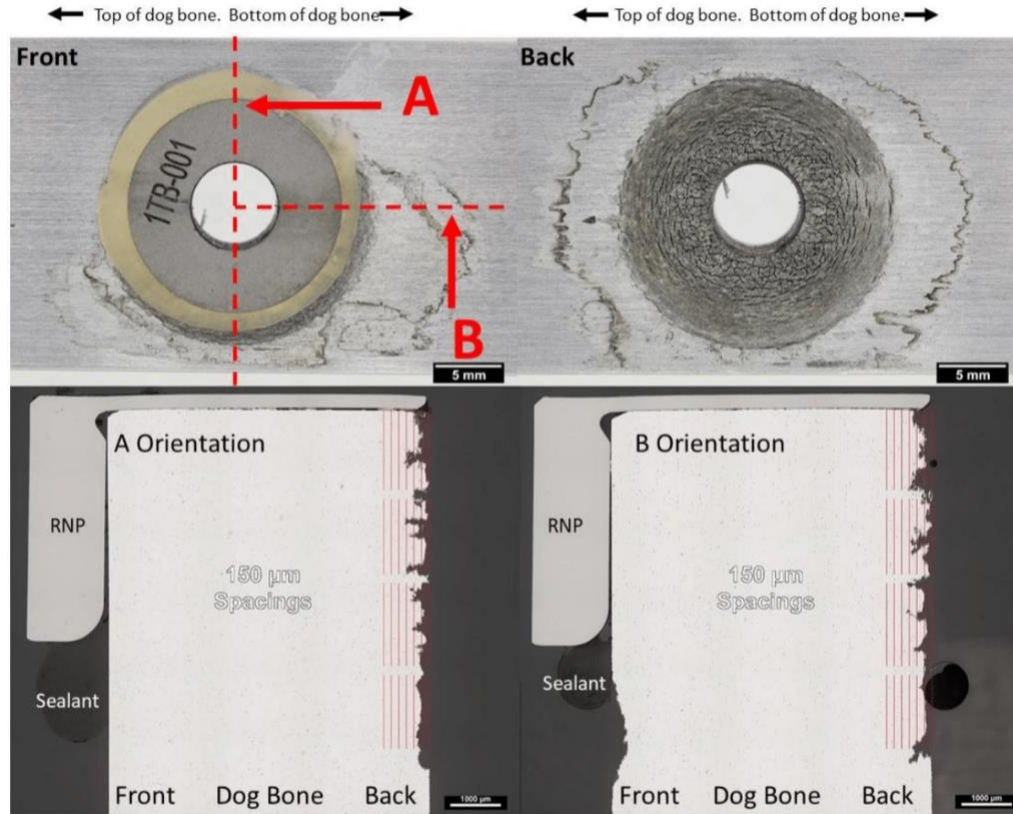 Top of dog bone. Bottom of dog bone.
Top of dog bone. Bottom of dog bone.
Front
Back
A
1TB-001
B
5 mm
5 mm
A Orientation
B Orientation
RNP
RNP
150 µm
Spacings
150 µm
Spacings
Sealant
Sealant
Front Dog Bone Back
Front Dog Bone Back
1000 µm
1000 µm